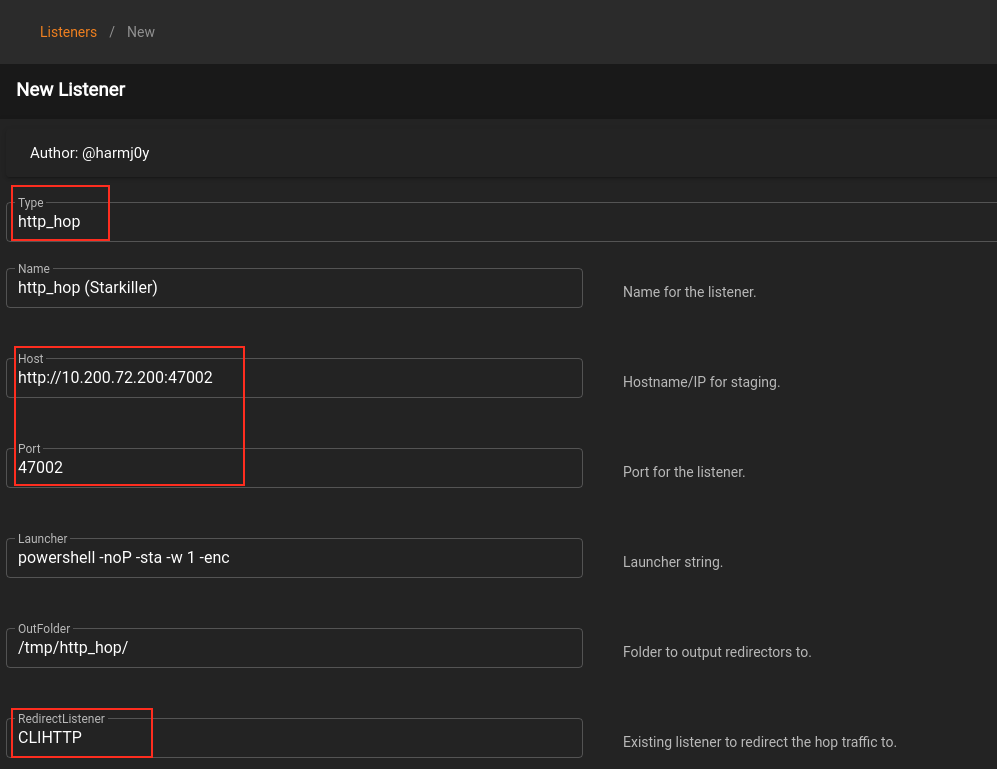 Listeners / New
New Listener
Author: @harmj0y
Type
http_hop
Name
http_hop (Starkiller)
Name for the listener.
Host
http://10.200.72.200:47002
Hostname/IP for staging.
Port
47002
Port for the listener.
Launcher
powershell -noP -sta -w 1 -enc
Launcher string.
OutFolder
/tmp/http_hop/
Folder to output redirectors to.
RedirectListener
CLIHTTP
Existing listener to redirect the hop traffic to.